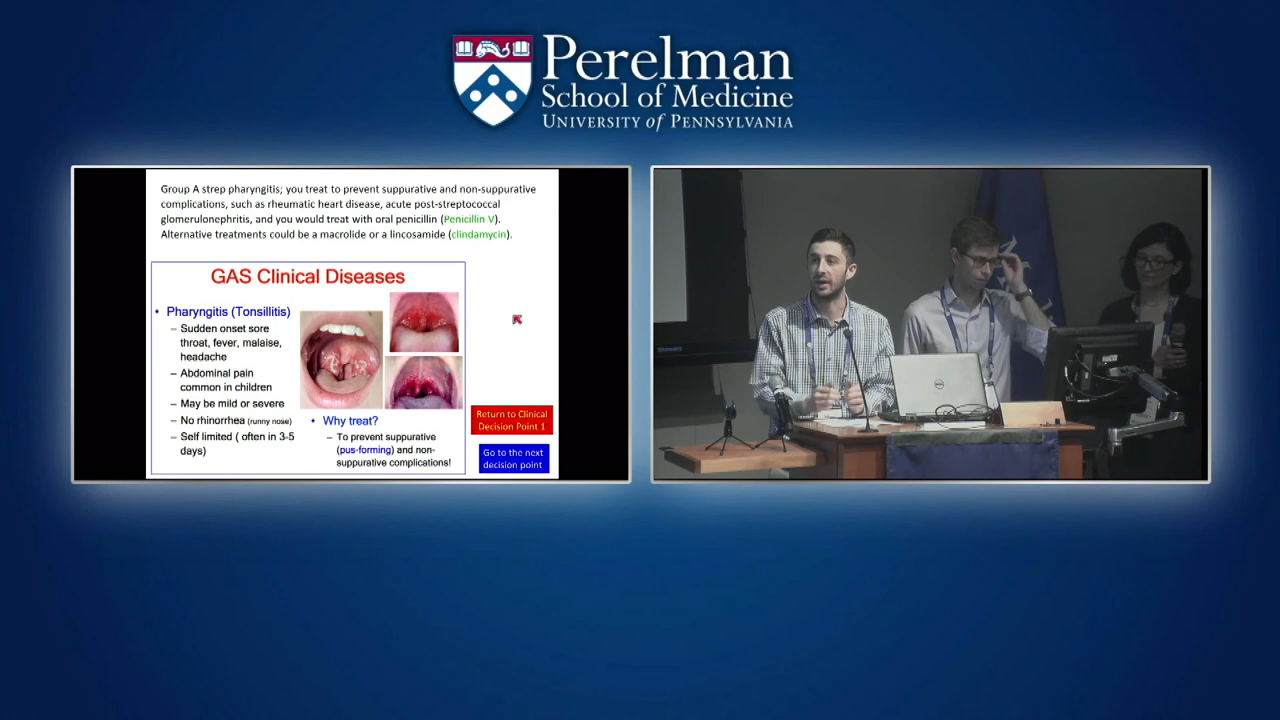 Perelman
School of Medicine
UNIVERSITY of PENNSYLVANIA
Group A strep pharyngitis; you treat to prevent suppurative and non-suppurative
complications, such as rheumatic heart disease, acute post-streptococcal
glomerulonephritis, and you would treat with oral penicillin (Penicillin V).
Alternative treatments could be a macrolide or a lincosamide (clindamycin).
GAS Clinical Diseases
• Pharyngitis (Tonsillitis)
– Sudden onset sore
throat, fever, malaise,
headache
– Abdominal pain
common in children
– May be mild or severe
– No rhinorrhea (runny nose)
– Self limited ( often in 3-5
days)
• Why treat?
– To prevent suppurative
(pus-forming) and non-
suppurative complications!
Return to Clinical
Decision Point 1
Go to the next
decision point
DELL